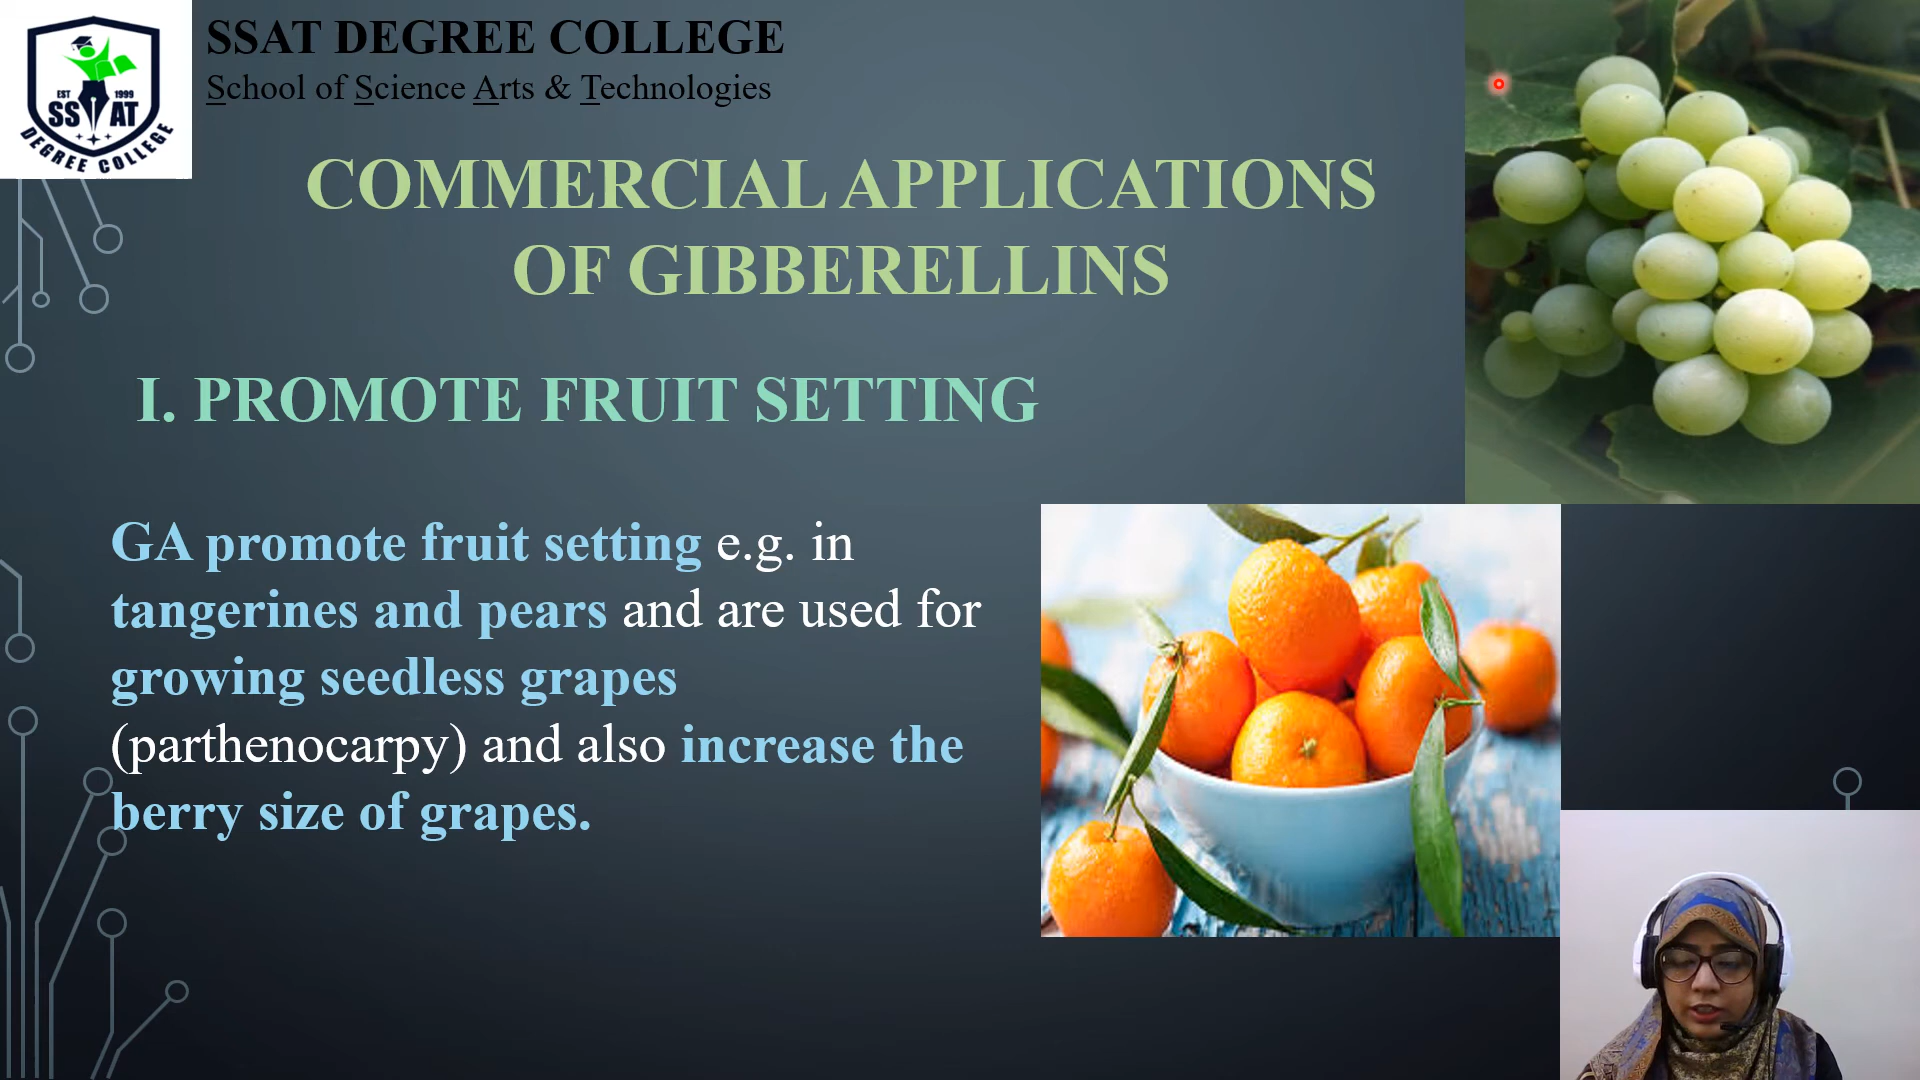 EST 1999
SS AT
DEGREE COLLEGE
SSAT DEGREE COLLEGE
School of Science Arts & Technologies
COMMERCIAL APPLICATIONS
OF GIBBERELLINS
I. PROMOTE FRUIT SETTING
GA promote fruit setting e.g. in
tangerines and pears and are used for
growing seedless grapes
(parthenocarpy) and also increase the
berry size of grapes.